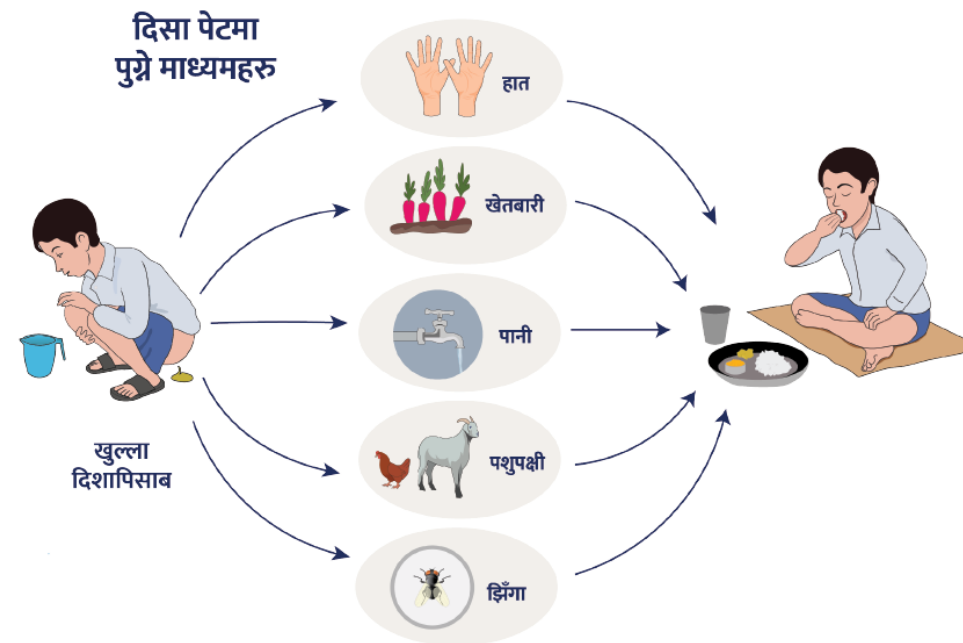 दिसा पेटमा
पुग्ने माध्यमहरु
हात
खेतबारी
पानी
पशुपक्षी
झिँगा
खुल्ला
दिशापिसाब